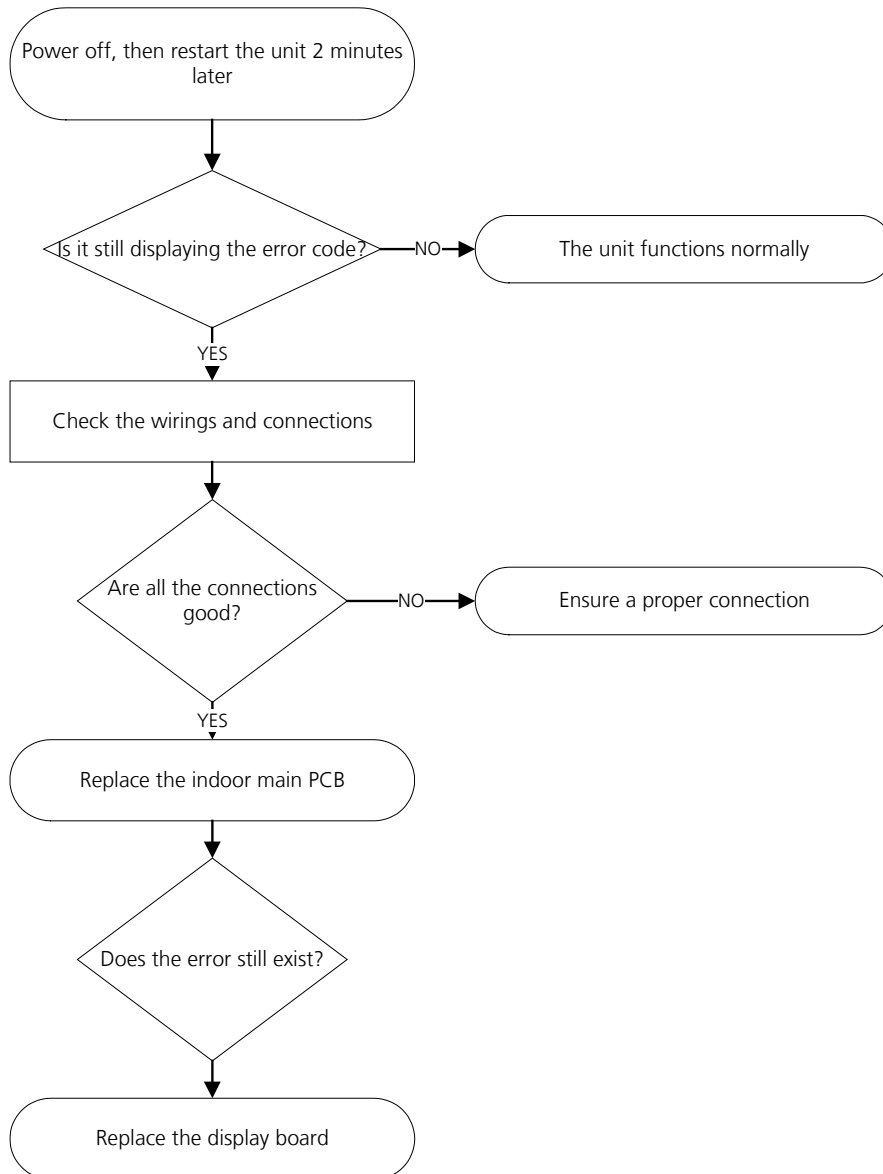 Power off, then restart the unit 2 minutes
later
Is it still displaying the error code?
NO
The unit functions normally
YES
Check the wirings and connections
Are all the connections
good?
NO
Ensure a proper connection
YES
Replace the indoor main PCB
Does the error still exist?
Replace the display board